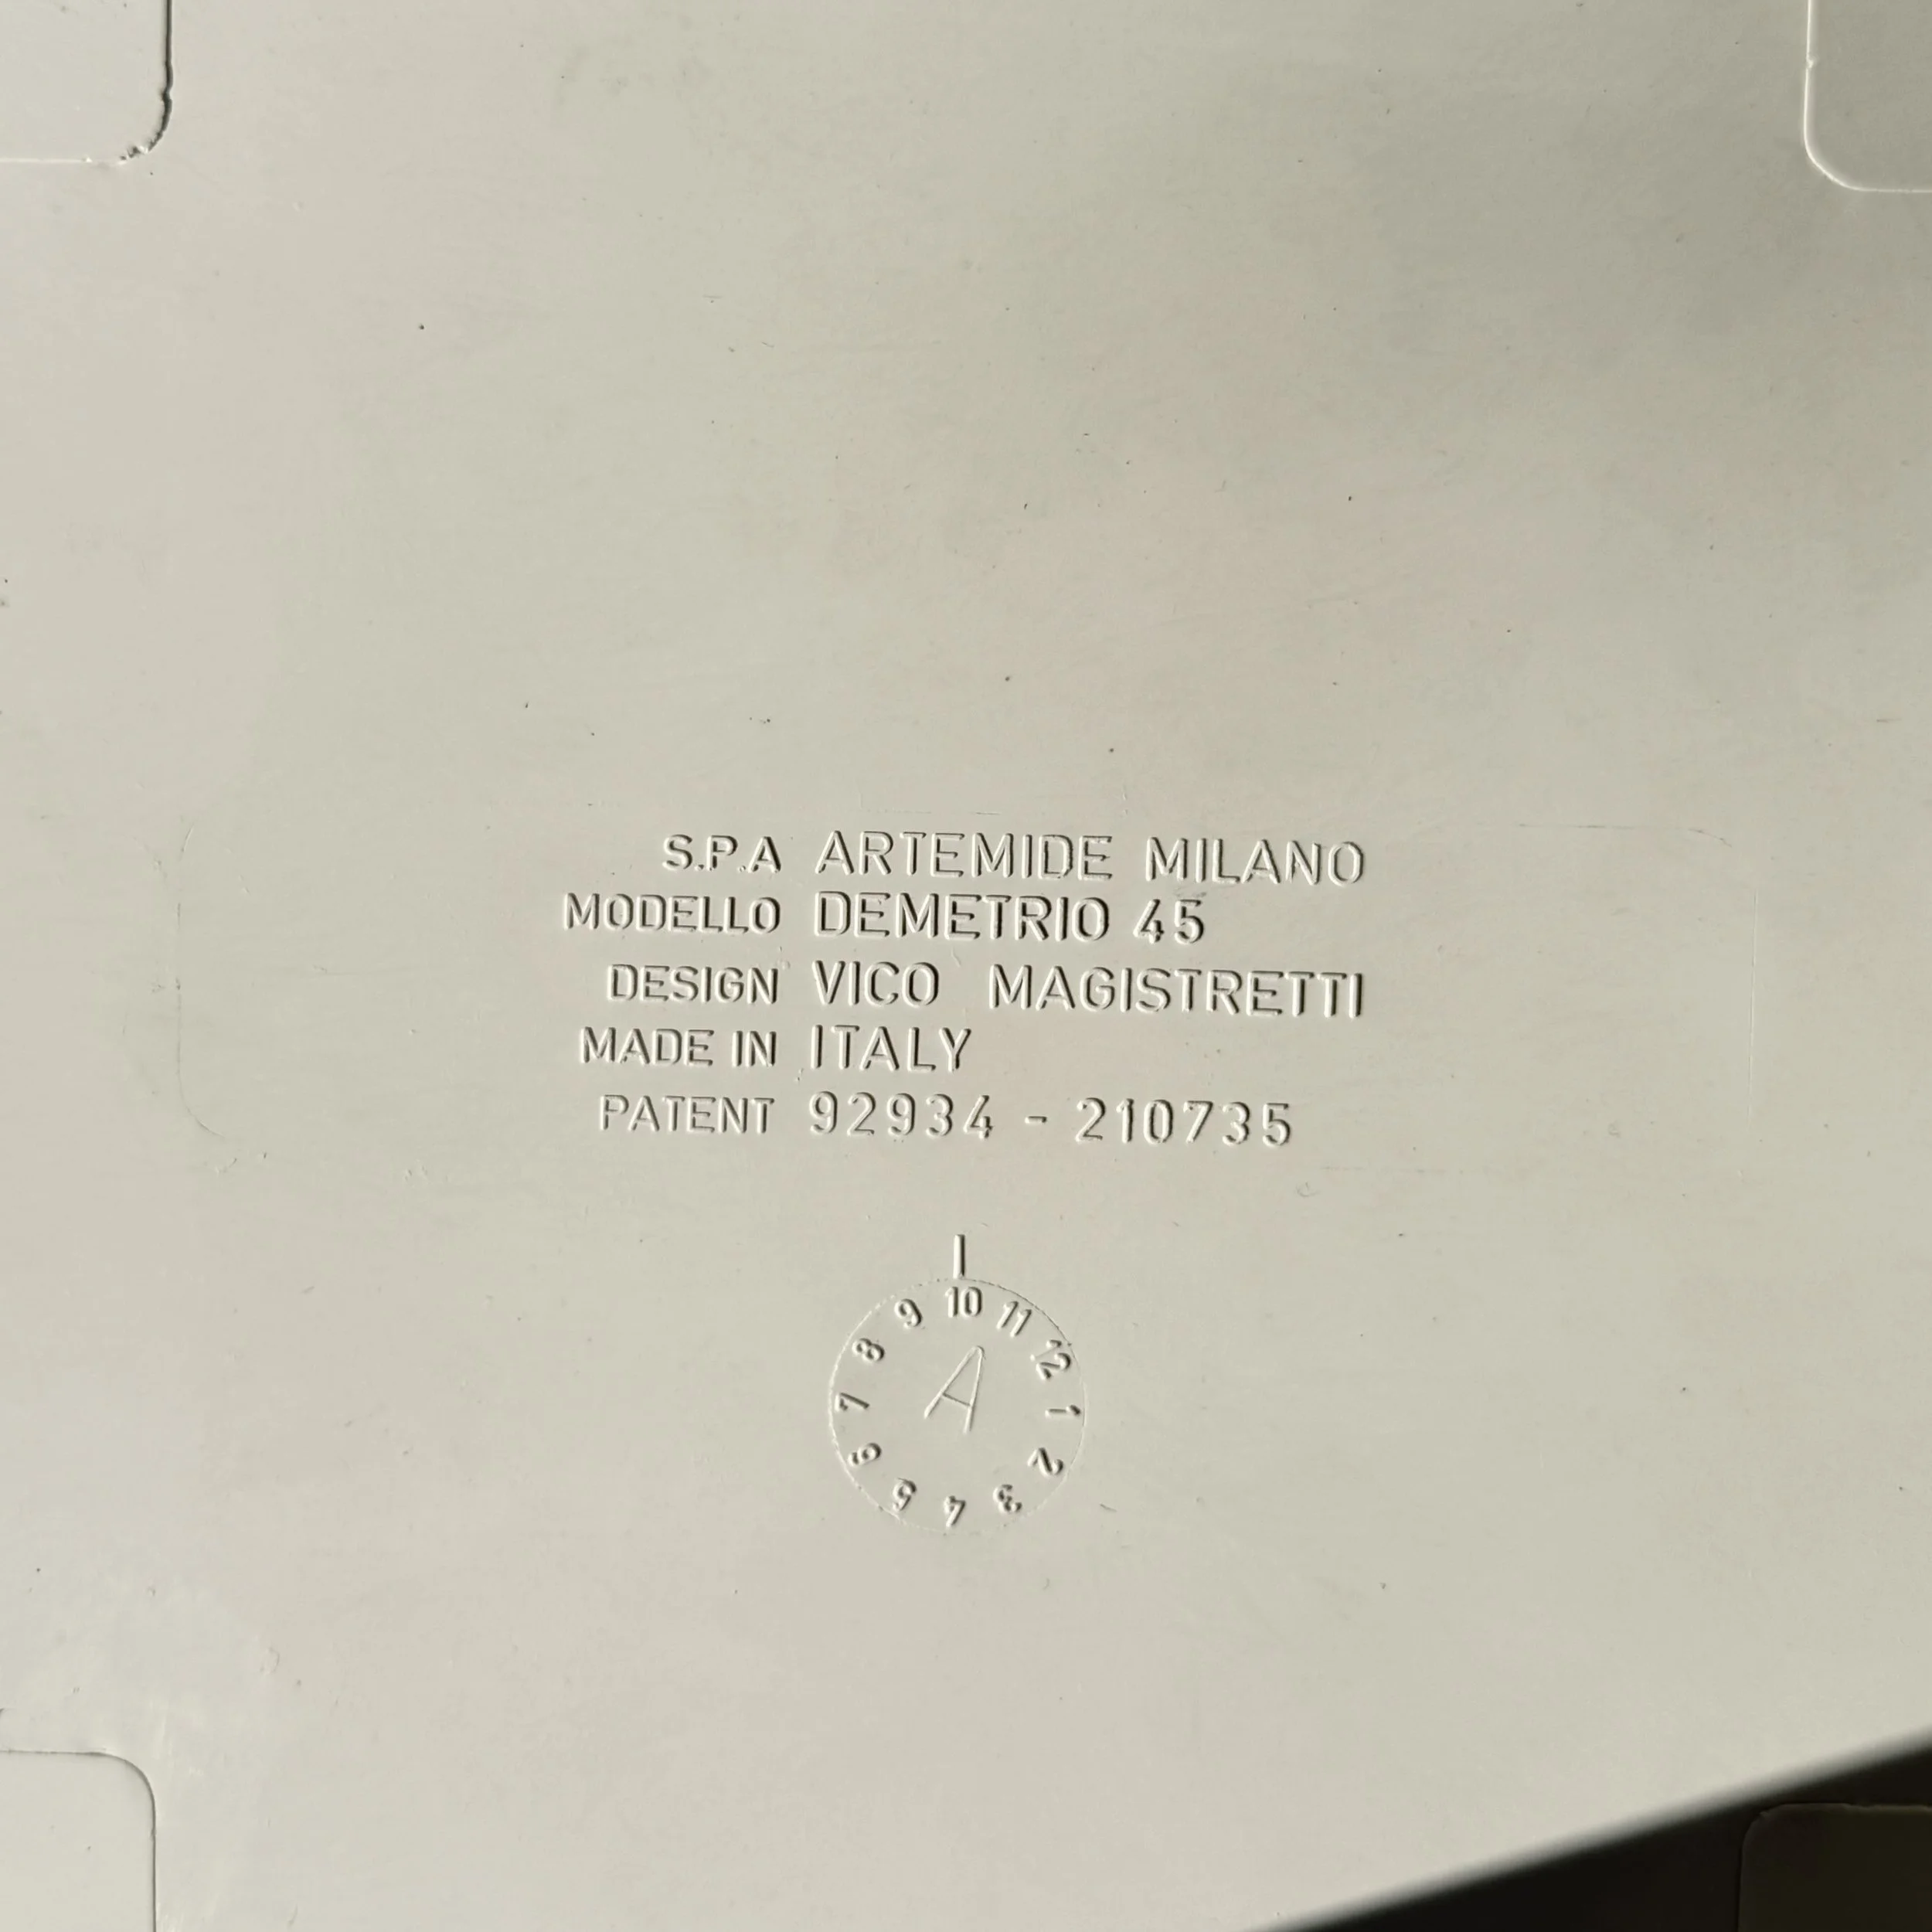 S.P.A ARTEMIDE MILANO
MODELLO DEMETRIO 45
DESIGN VICO MAGISTRETTI
MADE IN ITALY
PATENT 92934 - 210735
10 11 12 1 2 3 4 5 6 7 8 9
A